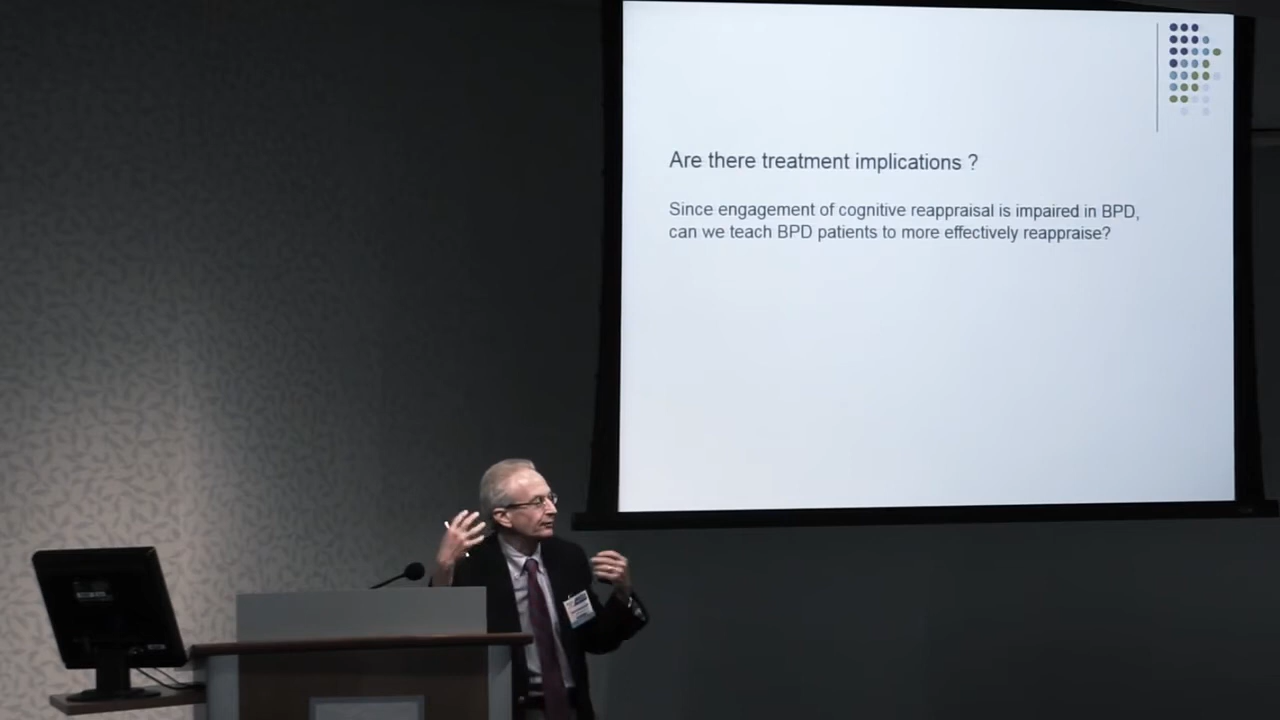 Are there treatment implications ?
Since engagement of cognitive reappraisal is impaired in BPD,
can we teach BPD patients to more effectively reappraise?